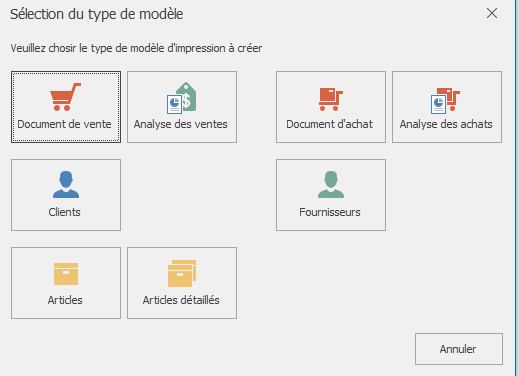 Sélection du type de modèle
Veuillez chosir le type de modèle d'impression à créer
Document de vente
Analyse des ventes
Document d'achat
Analyse des achats
Clients
Fournisseurs
Articles
Articles détaillés
Annuler